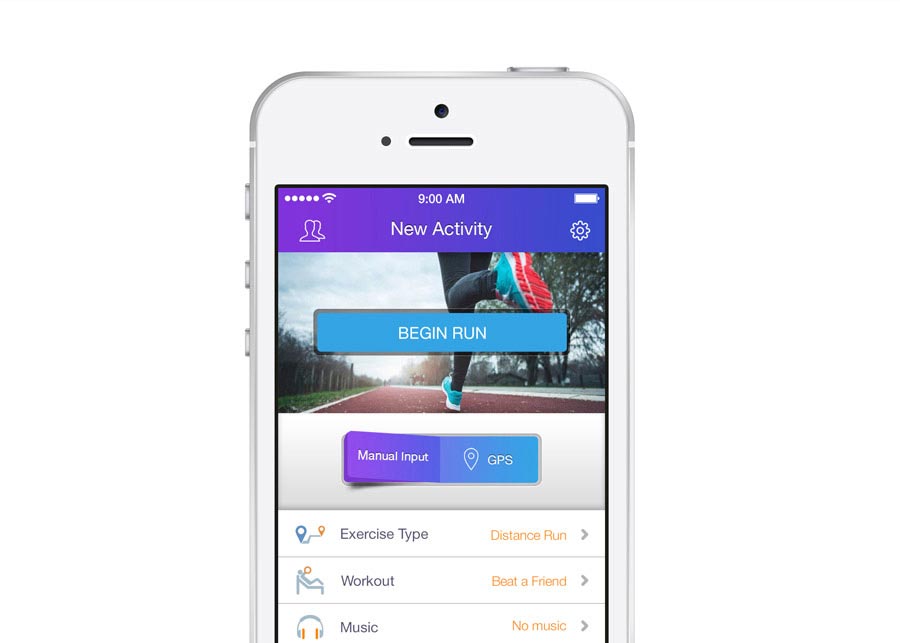 9:00 AM
New Activity
BEGIN RUN
Manual Input GPS
Exercise Type Distance Run
Workout Beat a Friend
Music No music